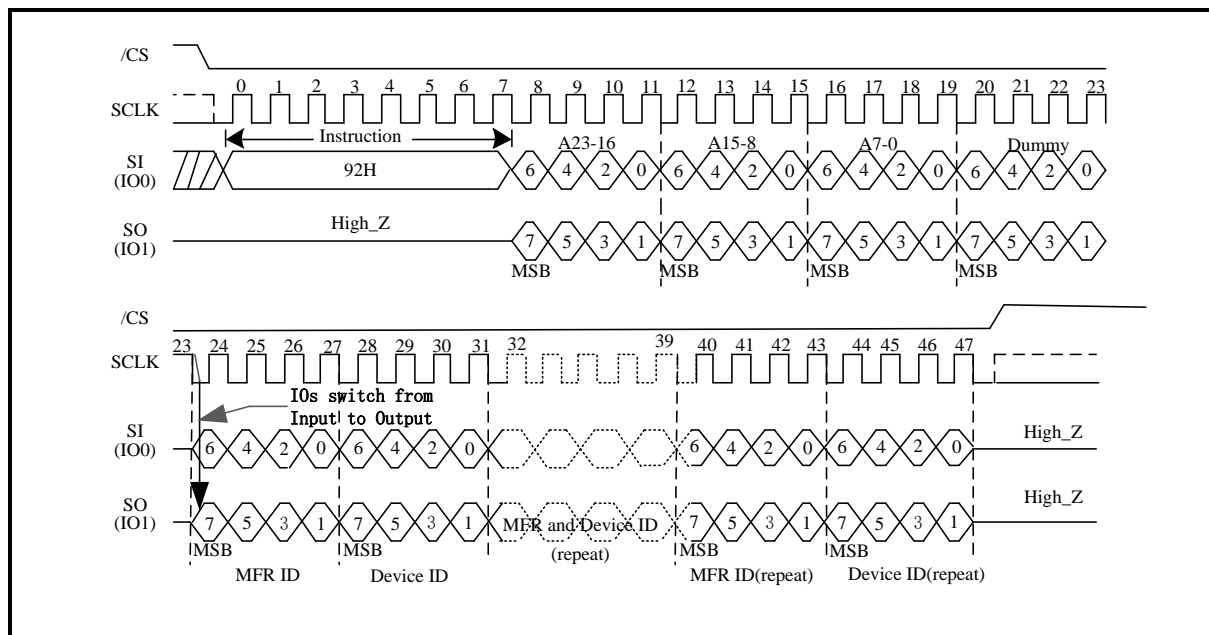 /CS
0 1 2 3 4 5 6 7 8 9 10 11 12 13 14 15 16 17 18 19 20 21 22 23
SCLK
Instruction A23-16 A15-8 A7-0 Dummy
SI
(IO0)
92H 6 4 2 0 6 4 2 0 6 4 2 0 6 4 2 0
SO
(IO1)
High_Z 7 5 3 1 7 5 3 1 7 5 3 1 7 5 3 1
MSB MSB MSB MSB
/CS
23 24 25 26 27 28 29 30 31 32 39 40 41 42 43 44 45 46 47
SCLK
IOs switch from
Input to Output
SI
(IO0)
6 4 2 0 6 4 2 0 6 4 2 0 6 4 2 0 High_Z
SO
(IO1)
7 5 3 1 7 5 3 1 MFR and Device ID 7 5 3 1 7 5 3 1 High_Z
(repeat)
MSB MSB MSB MSB
MFR ID Device ID MFR ID(repeat) Device ID(repeat)